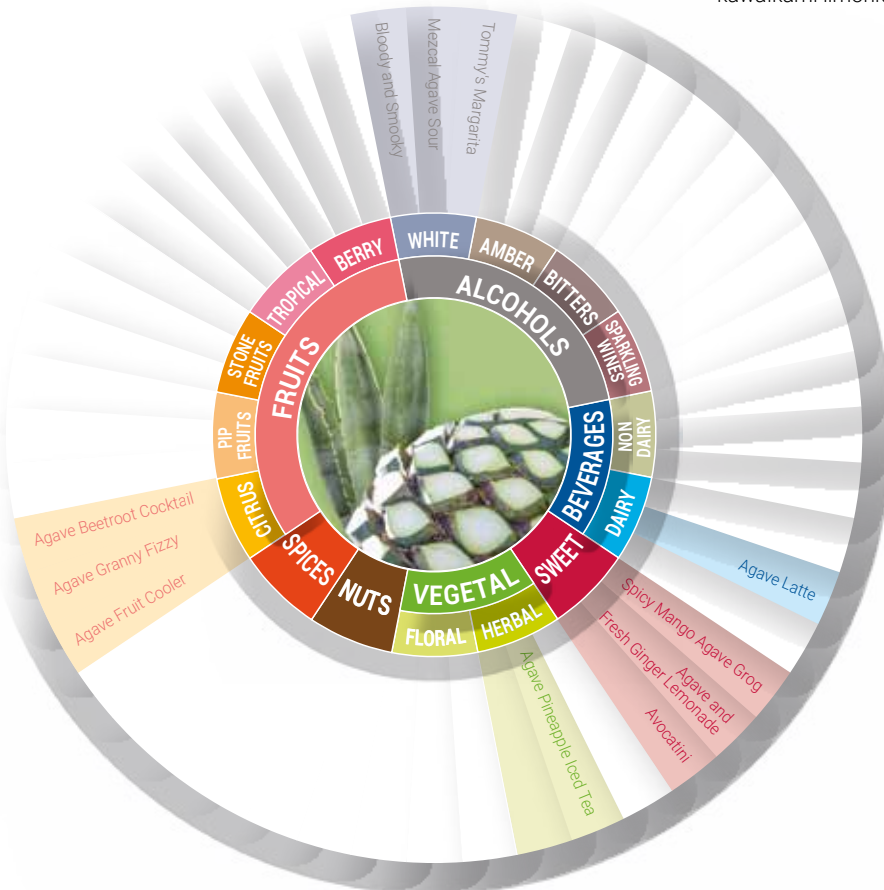 Bloody and Smooky
Mezcal Agave Sour
Tommy's Margarita
WHITE
AMBER
BITTERS
SPARKLING
WINES
NON
DAIRY
DAIRY
SWEET
HERBAL
FLORAL
NUTS
SPICES
CITRUS
PIP
FRUITS
STONE
FRUITS
TROPICAL
BERRY
ALCOHOLS
BEVERAGES
VEGETAL
FRUITS
Agave Latte
Spicy Mango Agave Grog
Agave and
Fresh Ginger Lemonade
Avocatini
Agave Pineapple Iced Tea
Agave Beetroot Cocktail
Agave Granny Fizzy
Agave Fruit Cooler